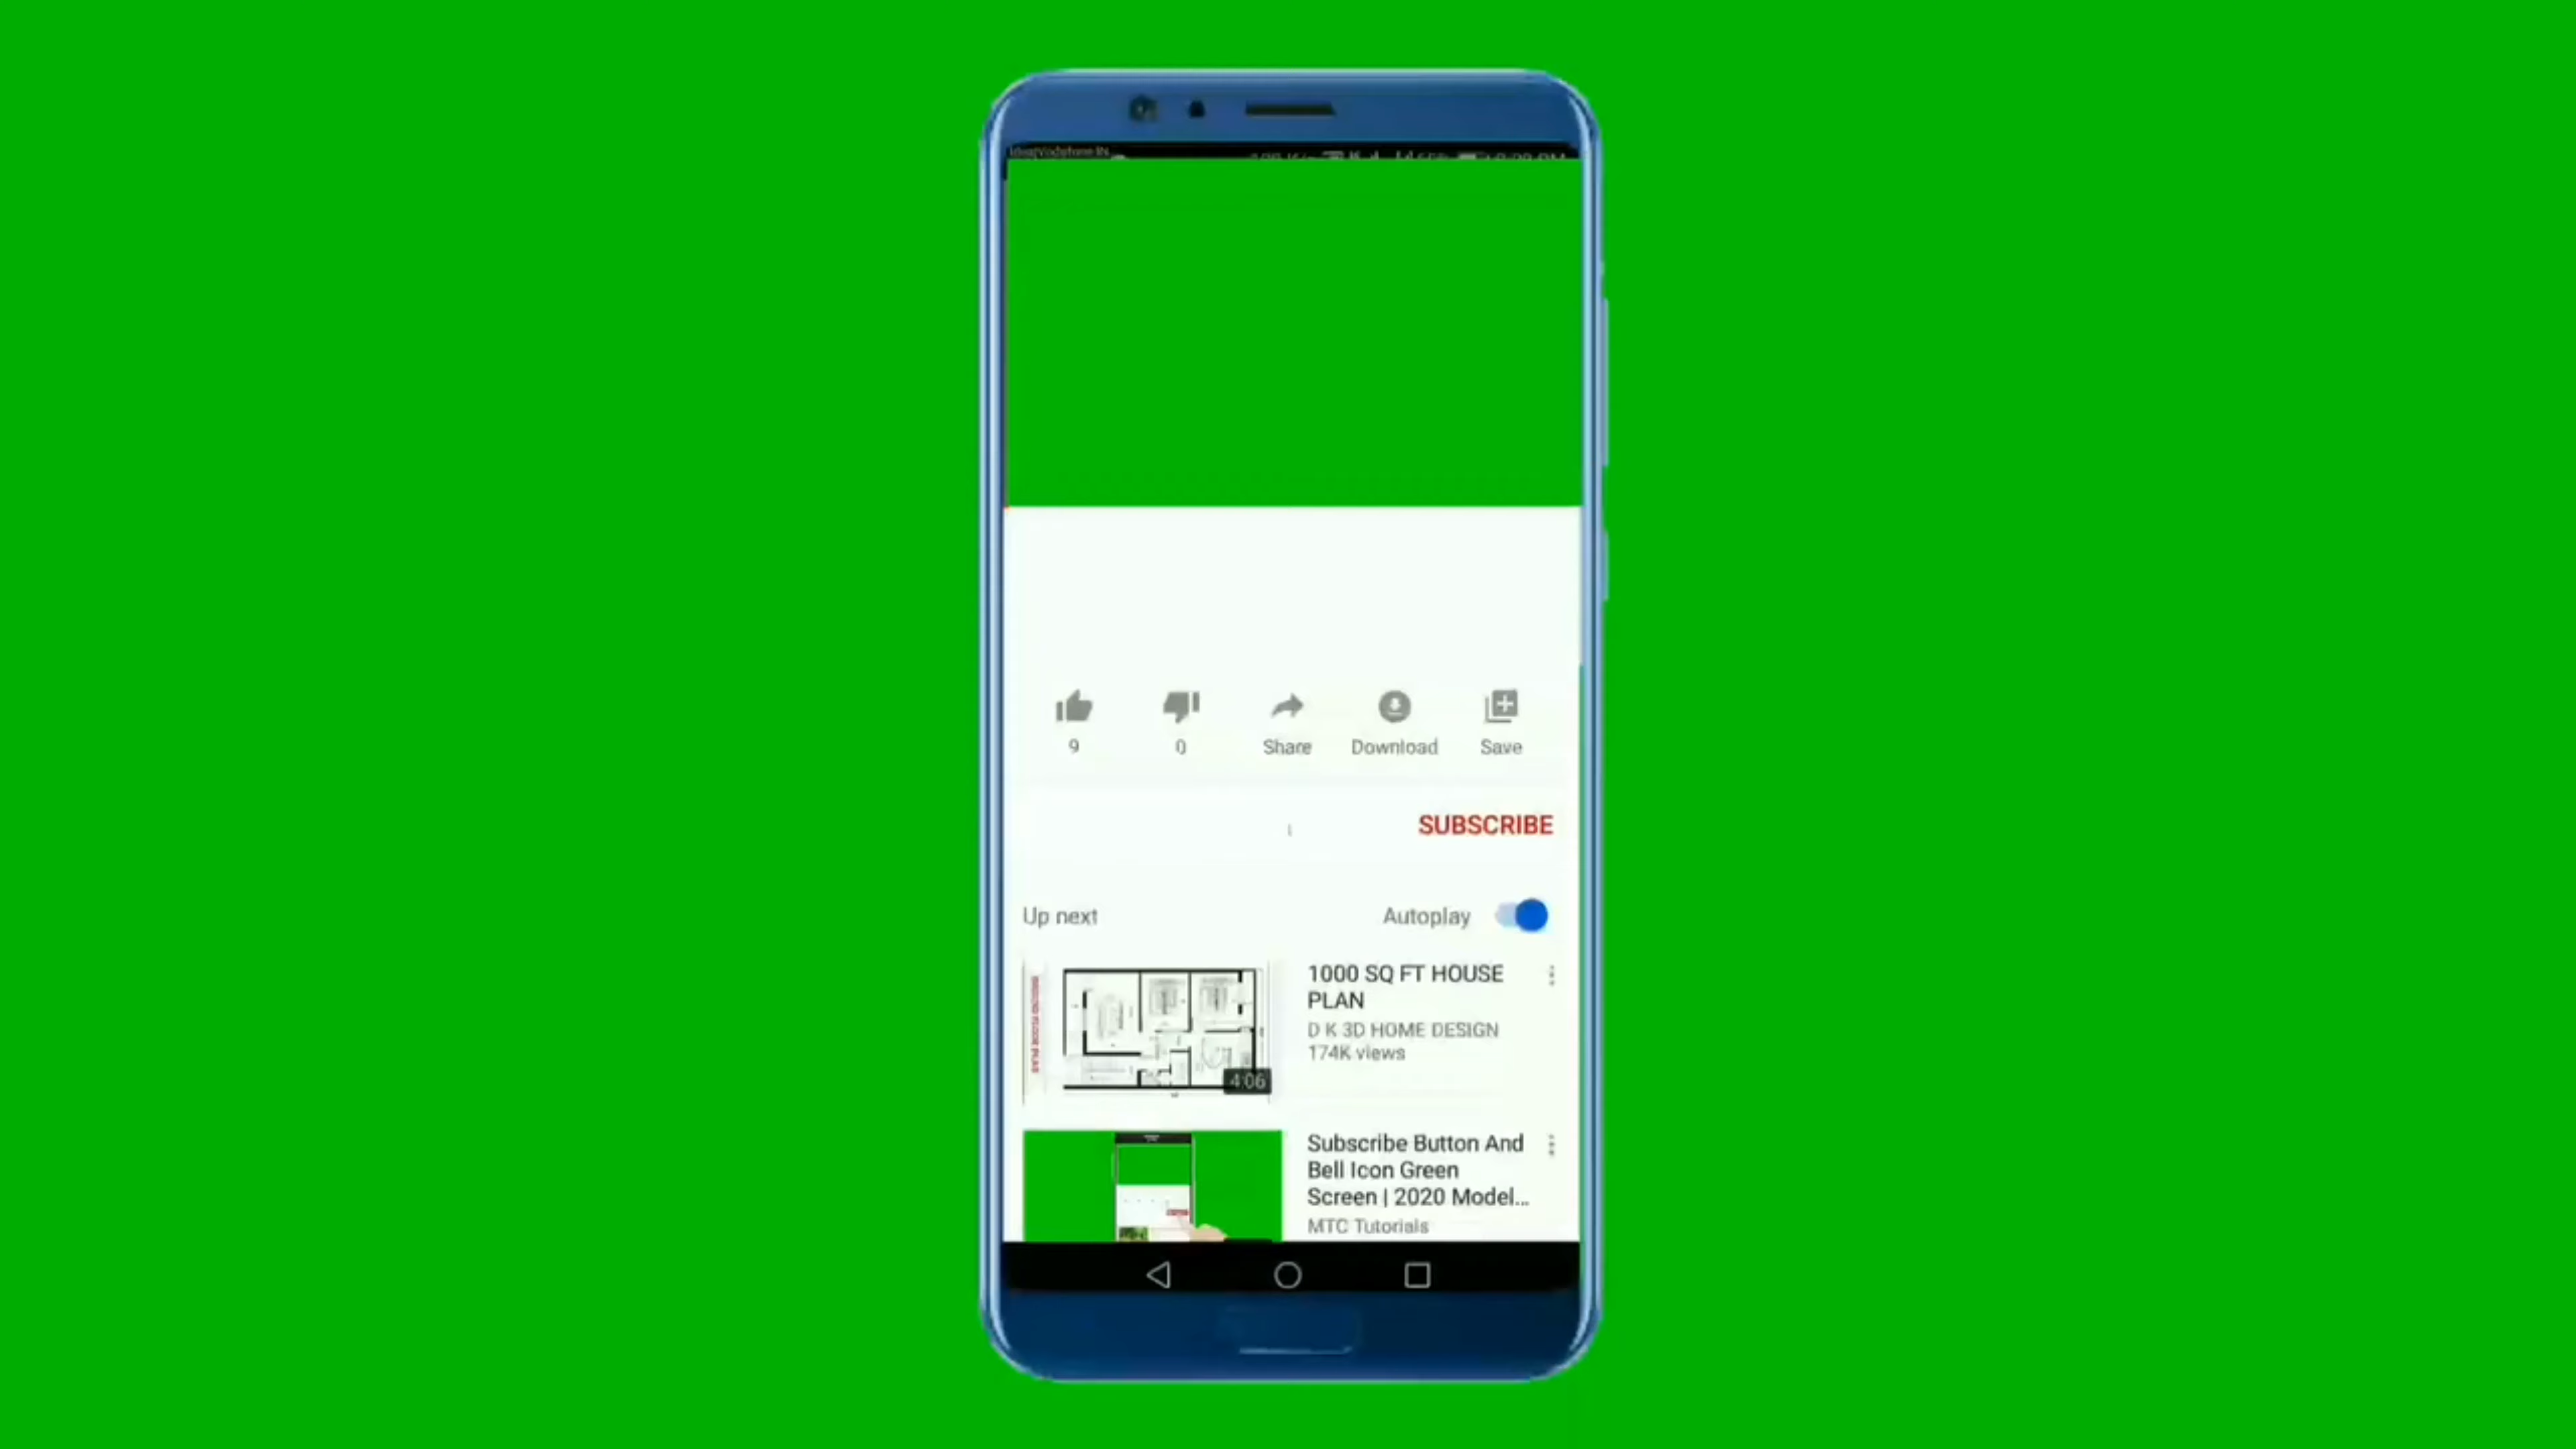 9
0
Share
Download
Save
SUBSCRIBE
Up next
Autoplay
1000 SQ FT HOUSE
PLAN
D K 3D HOME DESIGN
174K views
4:06
Subscribe Button And
Bell Icon Green
Screen | 2020 Model...
MTC Tutorials